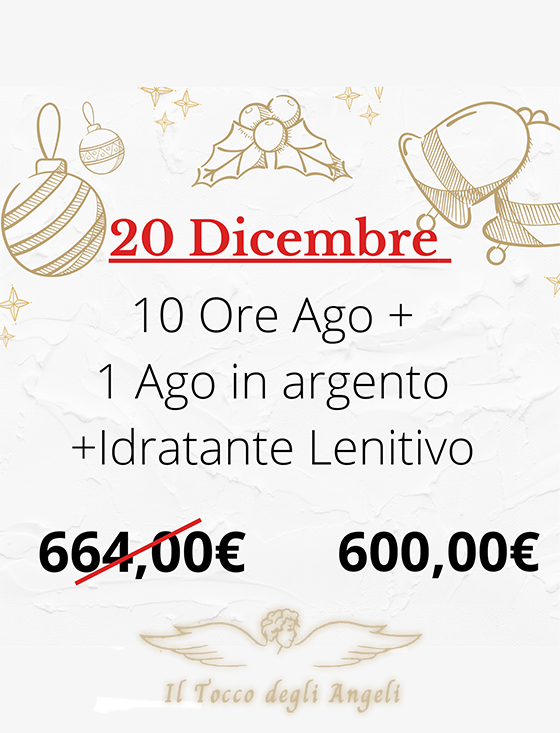 20 Dicembre
10 Ore Ago +
1 Ago in argento
+Idratante Lenitivo
664,00€ 600,00€
Il Tocco degli Angeli